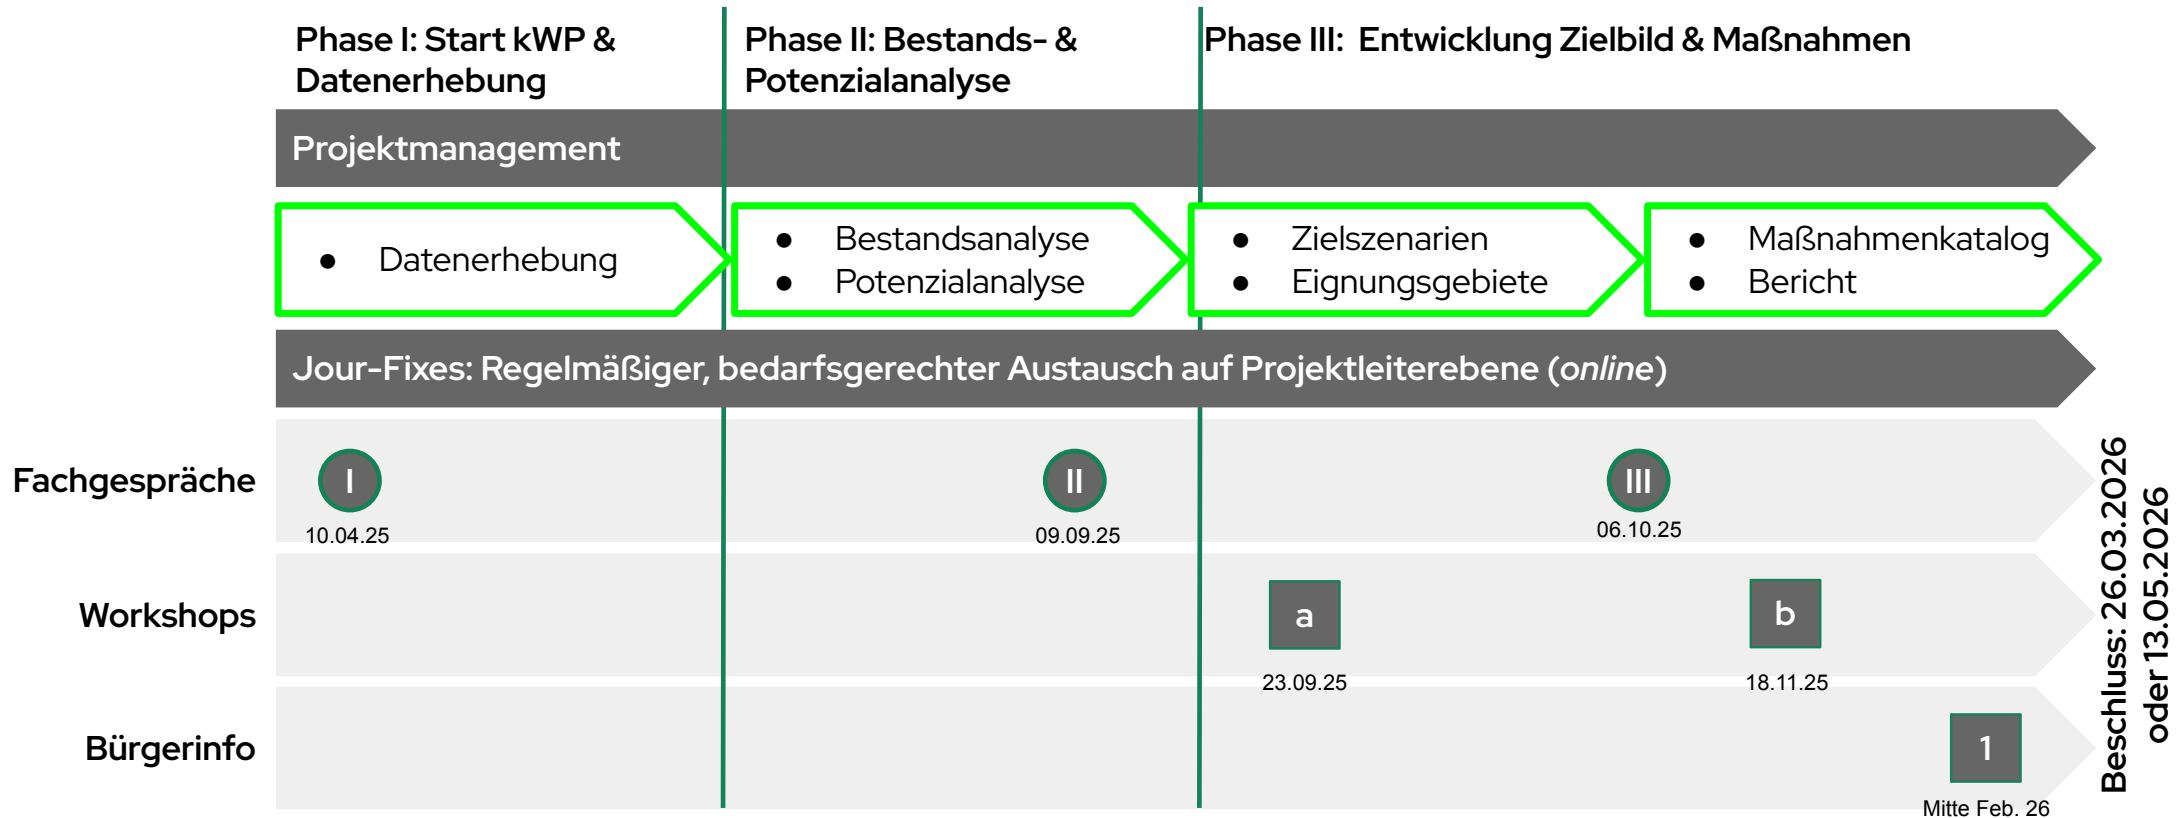 Phase I: Start kWP &
Datenerhebung
Phase II: Bestands- &
Potenzialanalyse
Phase III: Entwicklung Zielbild & Maßnahmen
Projektmanagement
● Datenerhebung
● Bestandsanalyse
● Potenzialanalyse
● Zielszenarien
● Eignungsgebiete
● Maßnahmenkatalog
● Bericht
Jour-Fixes: Regelmäßiger, bedarfsgerechter Austausch auf Projektleiterebene (online)
Fachgespräche
I
10.04.25
II
09.09.25
III
06.10.25
Workshops
a
23.09.25
b
18.11.25
Bürgerinfo
1
Mitte Feb. 26
Beschluss: 26.03.2026
oder 13.05.2026